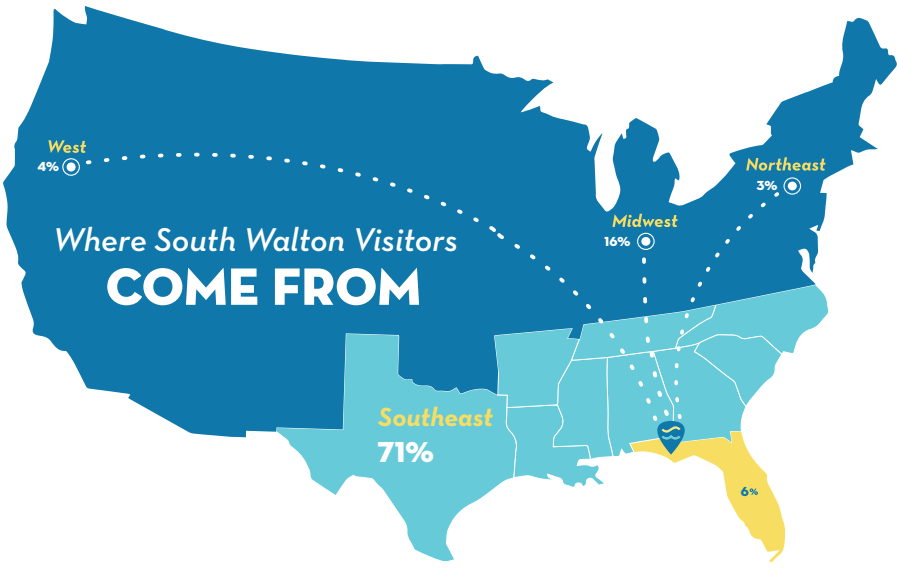 West
4%
Northeast
3%
Midwest
16%
Where South Walton Visitors
COME FROM
Southeast
71%
6%